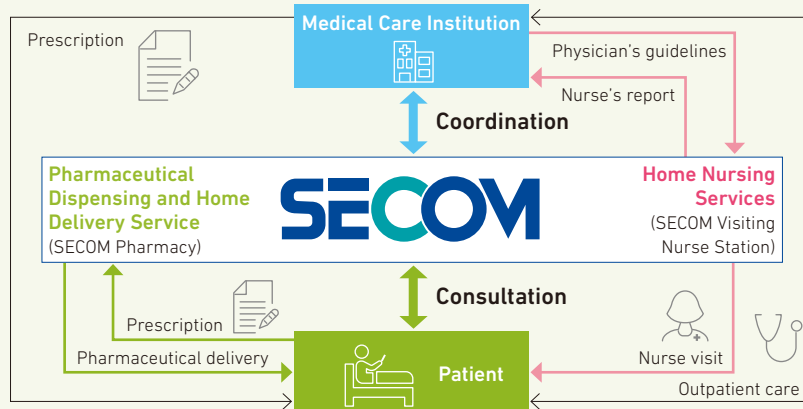 Medical Care Institution
Prescription
Physician's guidelines
Nurse's report
Coordination
Pharmaceutical
Dispensing and Home
Delivery Service
(SECOM Pharmacy)
SECOM
Home Nursing
Services
(SECOM Visiting
Nurse Station)
Consultation
Prescription
Pharmaceutical delivery
Patient
Nurse visit
Outpatient care